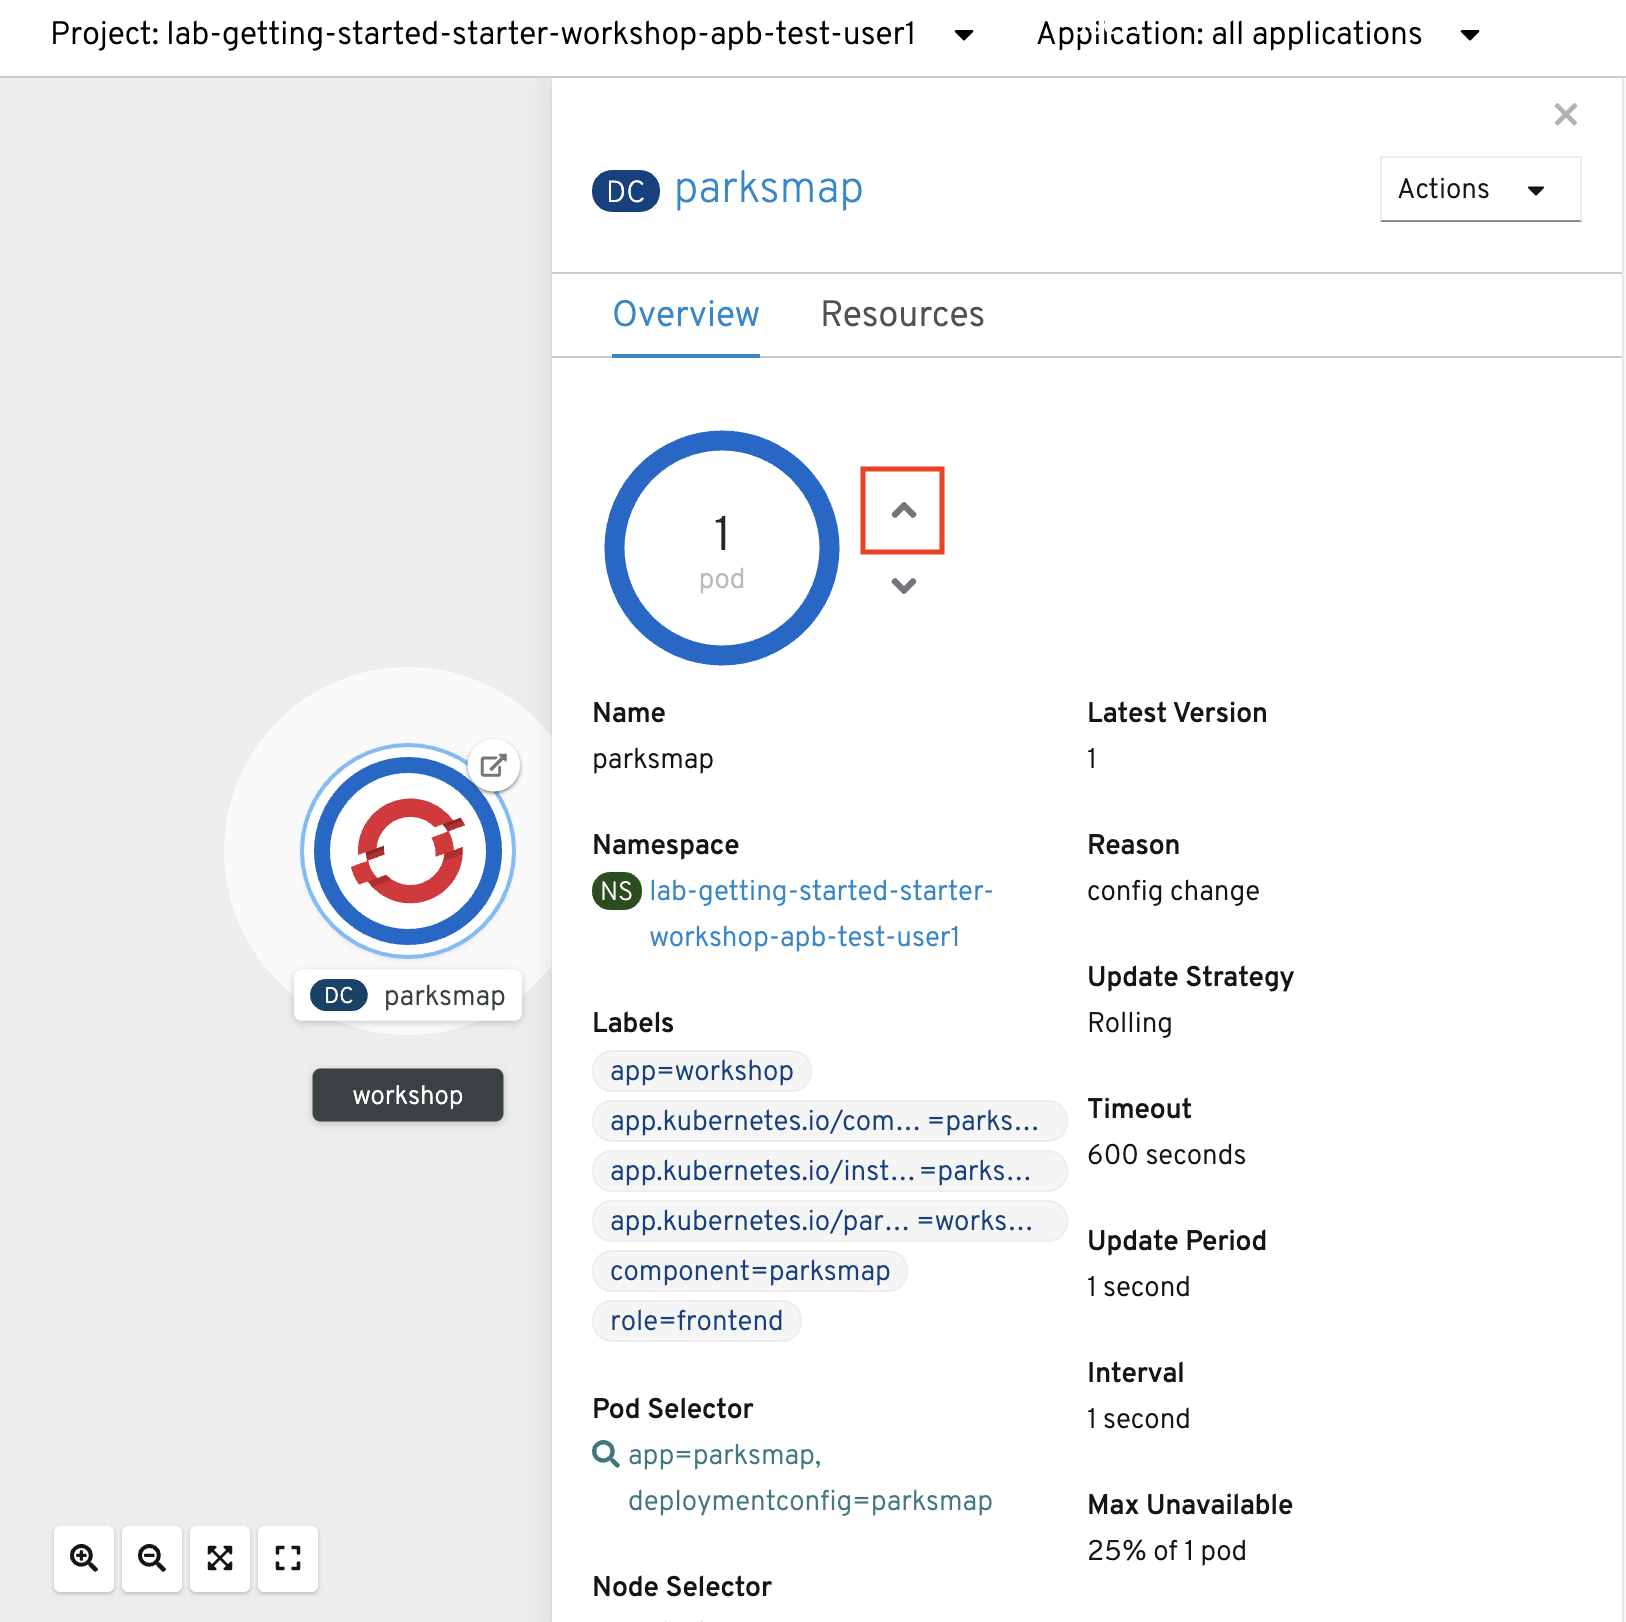 Project: lab-getting-started-starter-workshop-apb-test-user1
Application: all applications
DC parksmap
Actions
Overview
Resources
1
pod
Name
parksmap
Namespace
NS lab-getting-started-starter-
workshop-apb-test-user1
Labels
app=workshop
app.kubernetes.io/com... =parks...
app.kubernetes.io/inst... =parks...
app.kubernetes.io/par... =works...
component=parksmap
role=frontend
Pod Selector
app=parksmap,
deploymentconfig=parksmap
Node Selector
Latest Version
1
Reason
config change
Update Strategy
Rolling
Timeout
600 seconds
Update Period
1 second
Interval
1 second
Max Unavailable
25% of 1 pod
DC parksmap
workshop